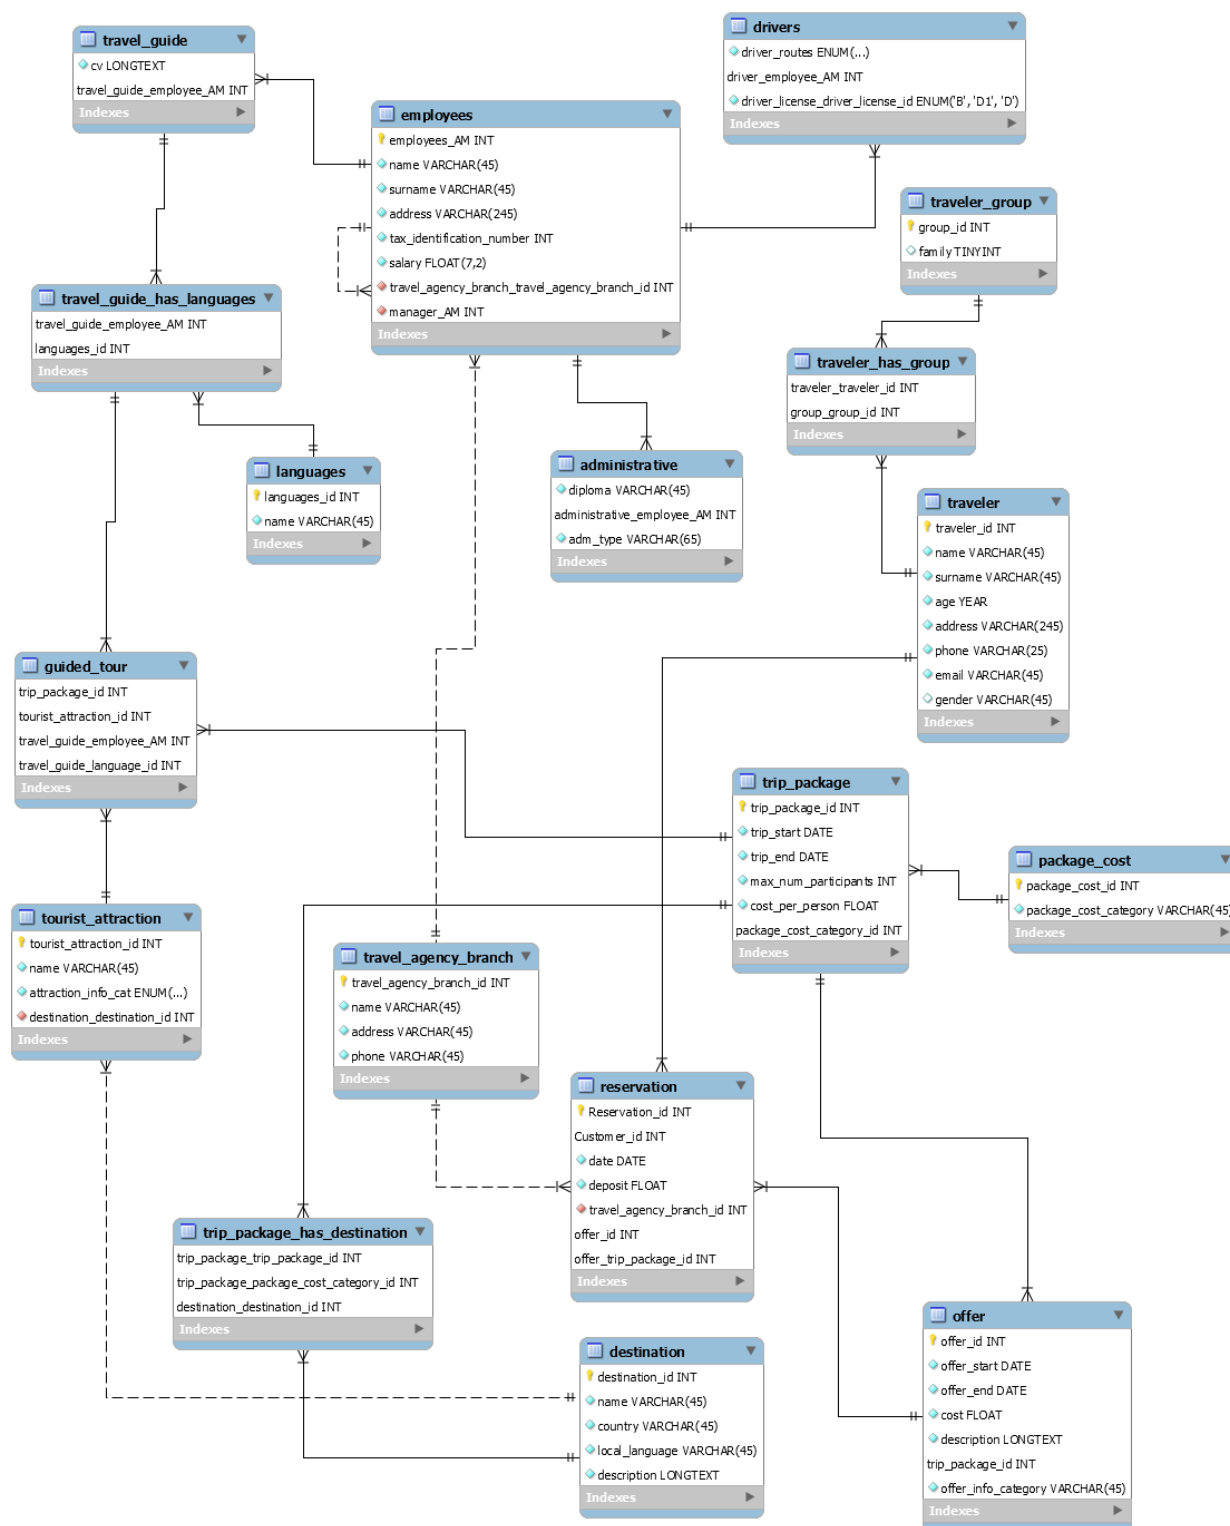 travel_guide
cv LONGTEXT
travel_guide_employee_AM INT
Indexes
drivers
driver_routes ENUM(...)
driver_employee_AM INT
driver_license_driver_license_id ENUM('B', 'D1', 'D')
Indexes
employees
employees_AM INT
name VARCHAR(45)
surname VARCHAR(45)
address VARCHAR(245)
tax_identification_number INT
salary FLOAT(7,2)
travel_agency_branch_travel_agency_branch_id INT
manager_AM INT
Indexes
traveler_group
group_id INT
family TINYINT
Indexes
travel_guide_has_languages
travel_guide_employee_AM INT
languages_id INT
Indexes
traveler_has_group
traveler_traveler_id INT
group_group_id INT
Indexes
languages
languages_id INT
name VARCHAR(45)
Indexes
administrative
diploma VARCHAR(45)
administrative_employee_AM INT
adm_type VARCHAR(65)
Indexes
traveler
traveler_id INT
name VARCHAR(45)
surname VARCHAR(45)
age YEAR
address VARCHAR(245)
phone VARCHAR(25)
email VARCHAR(45)
gender VARCHAR(45)
Indexes
guided_tour
trip_package_id INT
tourist_attraction_id INT
travel_guide_employee_AM INT
travel_guide_language_id INT
Indexes
trip_package
trip_package_id INT
trip_start DATE
trip_end DATE
max_num_participants INT
cost_per_person FLOAT
package_cost_category_id INT
Indexes
package_cost
package_cost_id INT
package_cost_category VARCHAR(45)
Indexes
tourist_attraction
tourist_attraction_id INT
name VARCHAR(45)
attraction_info_cat ENUM(...)
destination_destination_id INT
Indexes
travel_agency_branch
travel_agency_branch_id INT
name VARCHAR(45)
address VARCHAR(45)
phone VARCHAR(45)
Indexes
reservation
Reservation_id INT
Customer_id INT
date DATE
deposit FLOAT
travel_agency_branch_id INT
offer_id INT
offer_trip_package_id INT
Indexes
trip_package_has_destination
trip_package_trip_package_id INT
trip_package_package_cost_category_id INT
destination_destination_id INT
Indexes
destination
destination_id INT
name VARCHAR(45)
country VARCHAR(45)
local_language VARCHAR(45)
description LONGTEXT
Indexes
offer
offer_id INT
offer_start DATE
offer_end DATE
cost FLOAT
description LONGTEXT
trip_package_id INT
offer_info_category VARCHAR(45)
Indexes